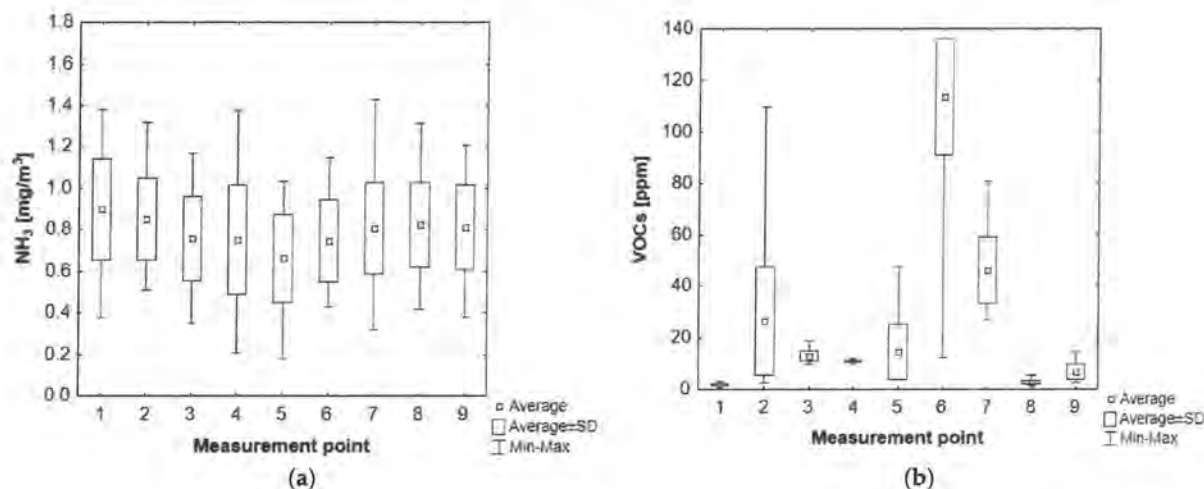 1.8
1.6
1.4
1.2
1.0
0.8
0.6
0.4
0.2
0.0
NH₃ [mg/m³]
1 2 3 4 5 6 7 8 9
Measurement point
Average
Average±SD
Min-Max
(a)
140
120
100
80
60
40
20
0
VOCs [ppm]
1 2 3 4 5 6 7 8 9
Measurement point
Average
Average±SD
Min-Max
(b)